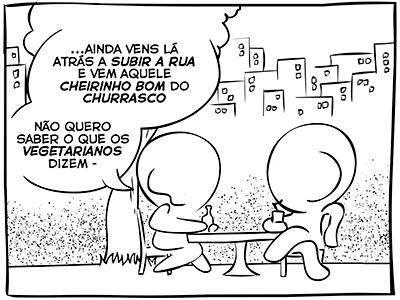 ...AINDA VENS LÁ
ATRÁS A SUBIR A RUA
E VEM AQUELE
CHEIRINHO BOM DO
CHURRASCO
NÃO QUERO
SABER O QUE OS
VEGETARIANOS
DIZEM -